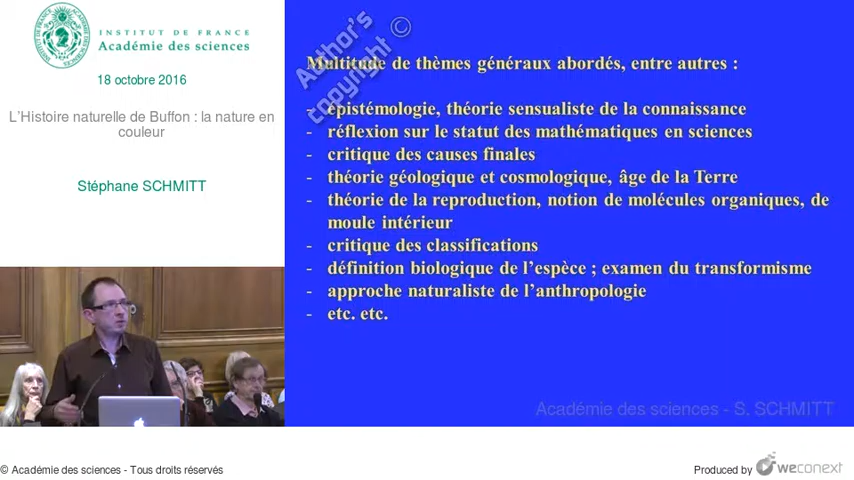 INSTITUT DE FRANCE
Académie des sciences
18 octobre 2016
L'Histoire naturelle de Buffon : la nature en
couleur
Stéphane SCHMITT
Author's
copyright ©
Multitude de thèmes généraux abordés, entre autres :
- épistémologie, théorie sensualiste de la connaissance
- réflexion sur le statut des mathématiques en sciences
- critique des causes finales
- théorie géologique et cosmologique, âge de la Terre
- théorie de la reproduction, notion de molécules organiques, de
moule intérieur
- critique des classifications
- définition biologique de l'espèce ; examen du transformisme
- approche naturaliste de l'anthropologie
- etc. etc.
Académie des sciences - S. SCHMITT
© Académie des sciences - Tous droits réservés
Produced by weconext